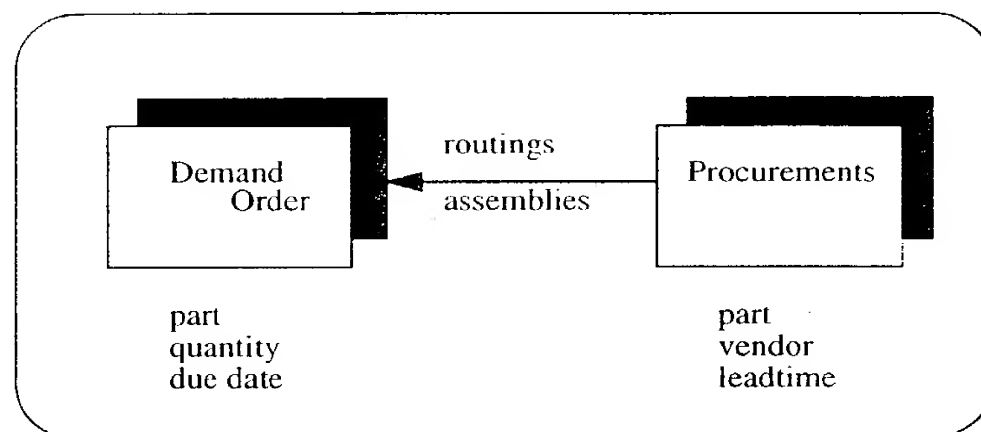 Demand
Order
routings
assemblies
Procurements
part
quantity
due date
part
vendor
leadtime